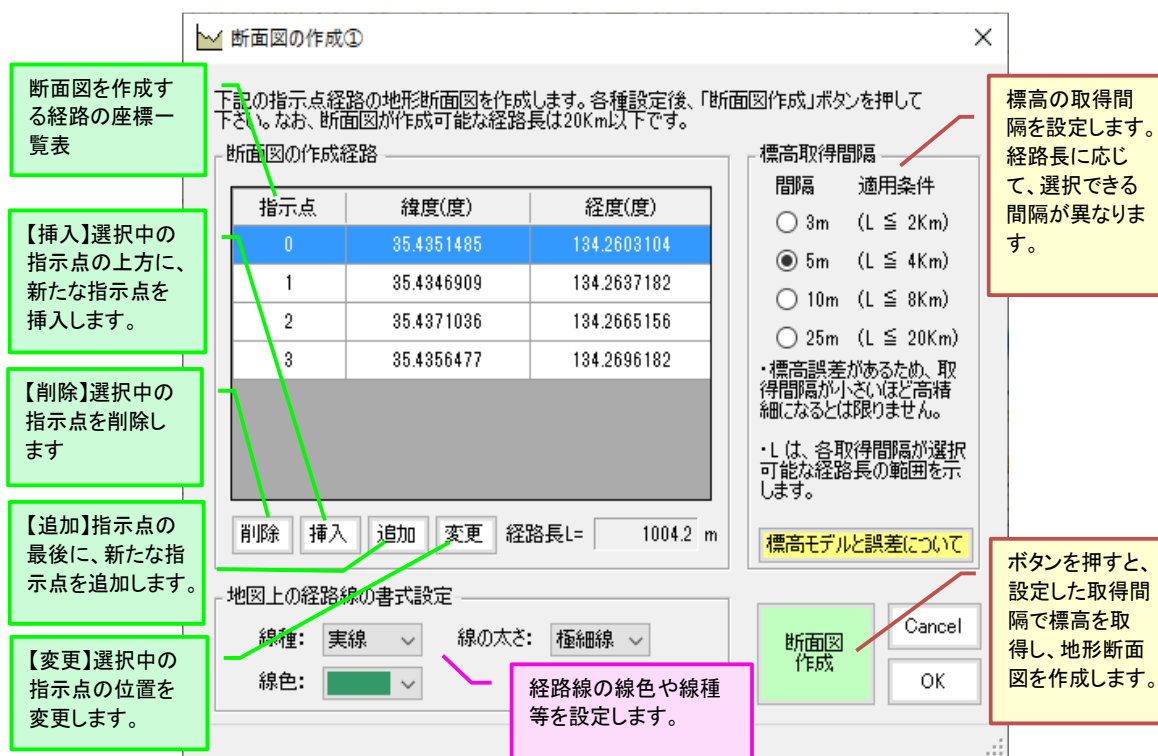 断面図の作成①
断面図を作成す
る経路の座標一
覧表
【挿入】選択中の
指示点の上方に、
新たな指示点を
挿入します。
【削除】選択中の
指示点を削除し
ます
【追加】指示点の
最後に、新たな指
示点を追加します。
【変更】選択中の
指示点の位置を
変更します。
下記の指示点経路の地形断面図を作成します。各種設定後、「断面図作成」ボタンを押して
下さい。なお、断面図が作成可能な経路長は20Km以下です。
断面図の作成経路
指示点 緯度(度) 経度(度)
0 35.4351485 134.2603104
1 35.4346909 134.2637182
2 35.4371036 134.2665156
3 35.4356477 134.2696182
削除 挿入 追加 変更 経路長L= 1004.2 m
地図上の経路線の書式設定
線種: 実線 線の太さ: 極細線
線色:
経路線の線色や線種
等を設定します。
標高取得間隔
間隔 適用条件
3m (L ≦ 2Km)
5m (L ≦ 4Km)
10m (L ≦ 8Km)
25m (L ≦ 20Km)
・標高誤差があるため、取
得間隔が小さいほど高精
細になるとは限りません。
・L は、各取得間隔が選択
可能な経路長の範囲を示
します。
標高モデルと誤差について
断面図
作成
Cancel
OK
標高の取得間
隔を設定します。
経路長に応じ
て、選択できる
間隔が異なりま
す。
ボタンを押すと、
設定した取得間
隔で標高を取
得し、地形断面
図を作成します。